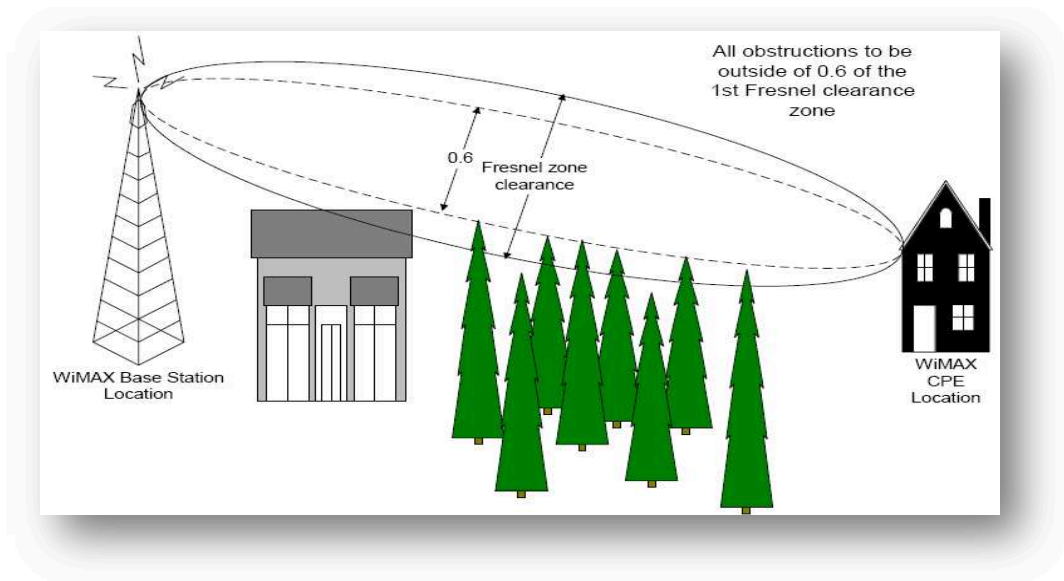 All obstructions to be
outside of 0.6 of the
1st Fresnel clearance
zone
0.6
Fresnel zone
clearance
WiMAX Base Station
Location
WiMAX
CPE
Location